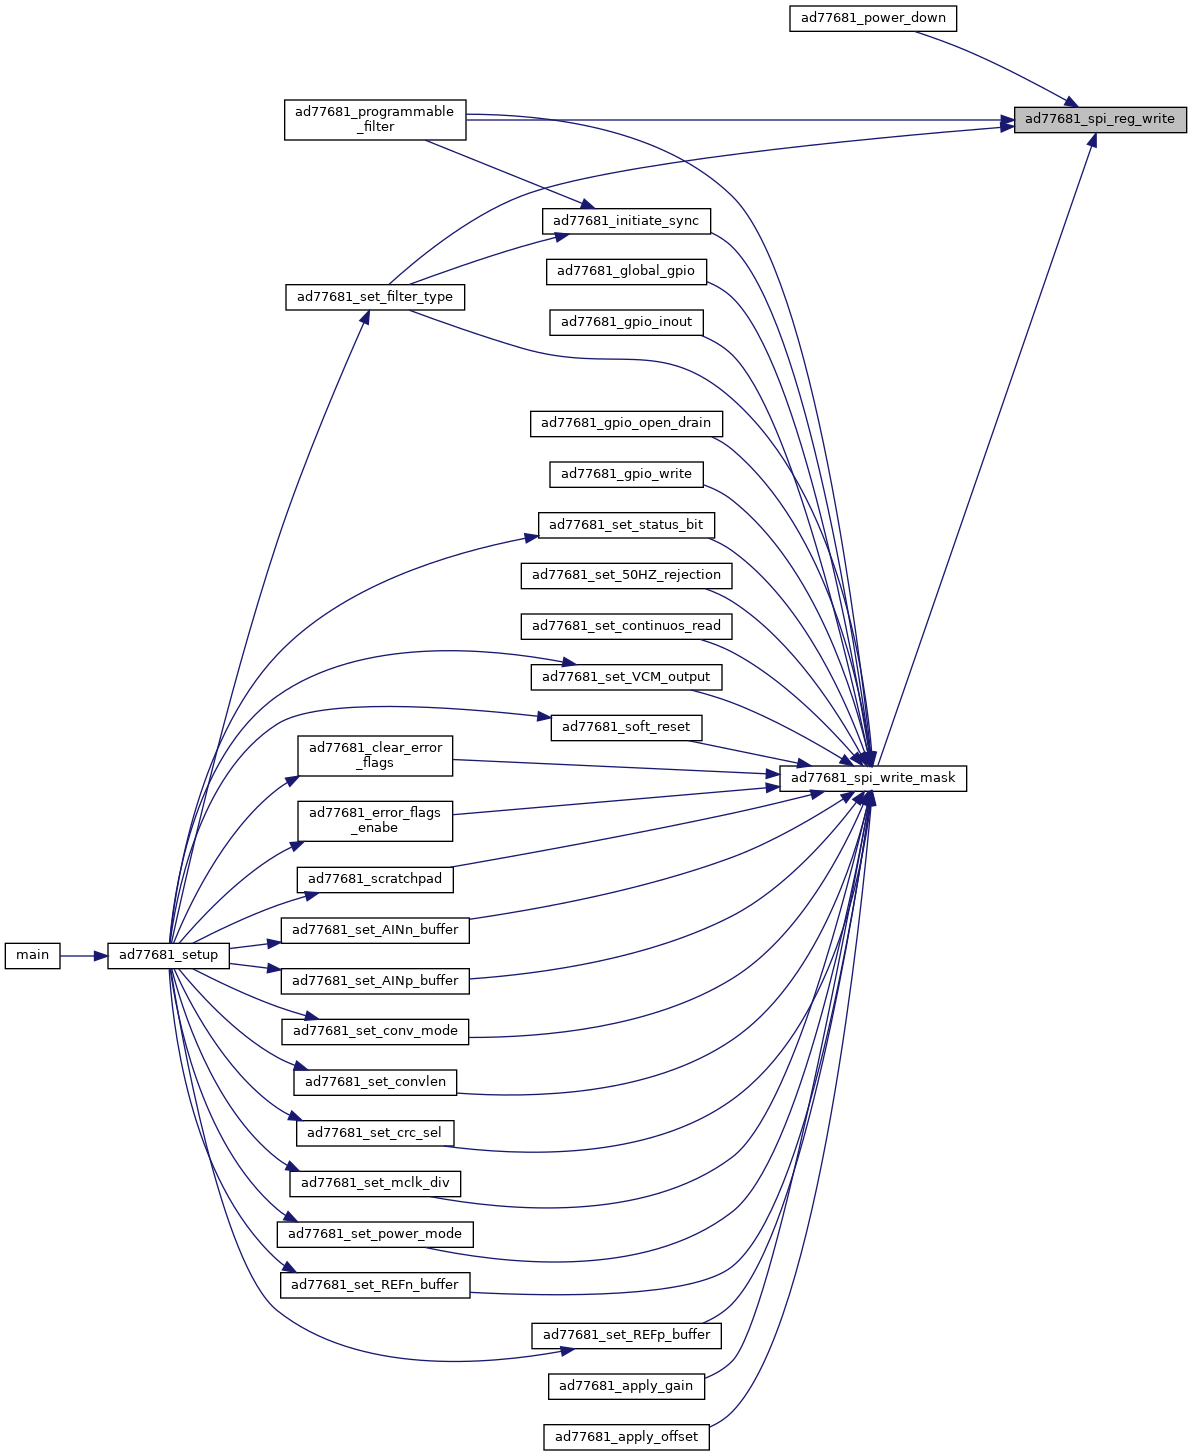 ad77681_power_down
ad77681_programmable
_filter
ad77681_spi_reg_write
ad77681_initiate_sync
ad77681_global_gpio
ad77681_set_filter_type
ad77681_gpio_inout
ad77681_gpio_open_drain
ad77681_gpio_write
ad77681_set_status_bit
ad77681_set_50HZ_rejection
ad77681_set_continuos_read
ad77681_set_VCM_output
ad77681_soft_reset
ad77681_clear_error
_flags
ad77681_spi_write_mask
ad77681_error_flags
_enabe
ad77681_scratchpad
ad77681_set_AINn_buffer
main
ad77681_setup
ad77681_set_AINp_buffer
ad77681_set_conv_mode
ad77681_set_convlen
ad77681_set_crc_sel
ad77681_set_mclk_div
ad77681_set_power_mode
ad77681_set_REFn_buffer
ad77681_set_REFp_buffer
ad77681_apply_gain
ad77681_apply_offset